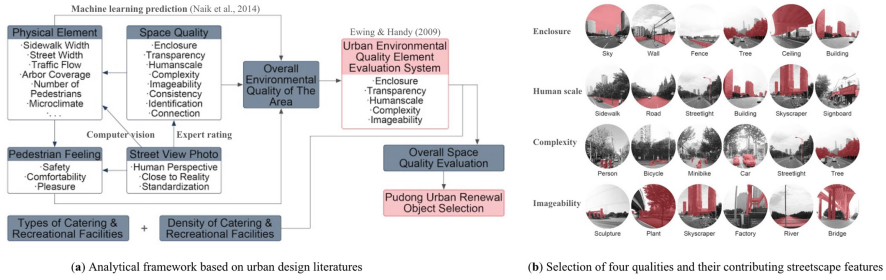 Machine learning prediction (Naik et al., 2014)
Physical Element
·Sidewalk Width
·Street Width
·Traffic Flow
·Arbor Coverage
·Number of
Pedestrians
·Microclimate
· . . .
Space Quality
·Enclosure
·Transparency
·Humanscale
·Complexity
·Imageability
·Consistency
·Identification
·Connection
Overall
Environmental
Quality of The
Area
Ewing & Handy (2009)
Urban Environmental
Quality Element
Evaluation System
·Enclosure
·Transparency
·Humanscale
·Complexity
·Imageability
Computer vision
Expert rating
Pedestrian Feeling
·Safety
·Comfortability
·Pleasure
Street View Photo
·Human Perspective
·Close to Reality
·Standardization
Overall Space
Quality Evaluation
Pudong Urban Renewal
Object Selection
Types of Catering &
Recreational Facilities
+
Density of Catering &
Recreational Facilities
(a) Analytical framework based on urban design literatures
Enclosure
Sky Wall Fence Tree Ceiling Building
Human scale
Sidewalk Road Streetlight Building Skyscraper Signboard
Complexity
Person Bicycle Minibike Car Streetlight Tree
Imageability
Sculpture Plant Skyscraper Factory River Bridge
(b) Selection of four qualities and their contributing streetscape features